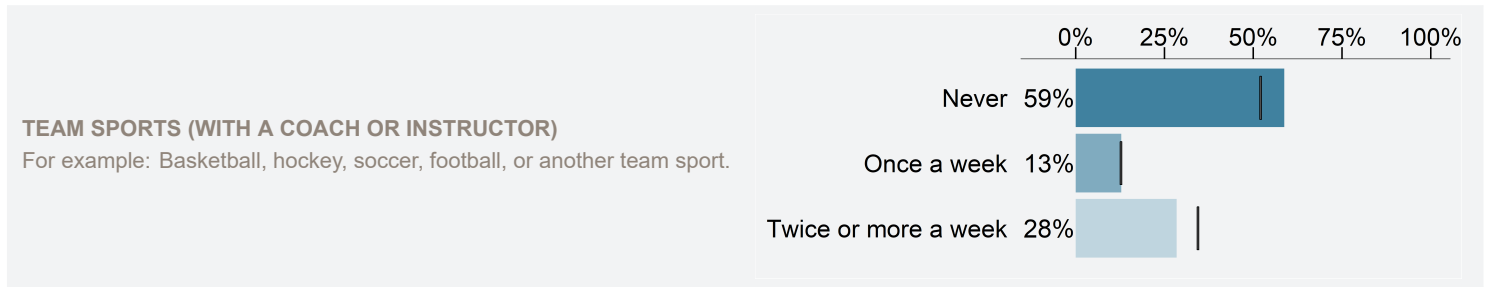 0% 25% 50% 75% 100%
Never 59%
TEAM SPORTS (WITH A COACH OR INSTRUCTOR)
For example: Basketball, hockey, soccer, football, or another team sport.
Once a week 13%
Twice or more a week 28%